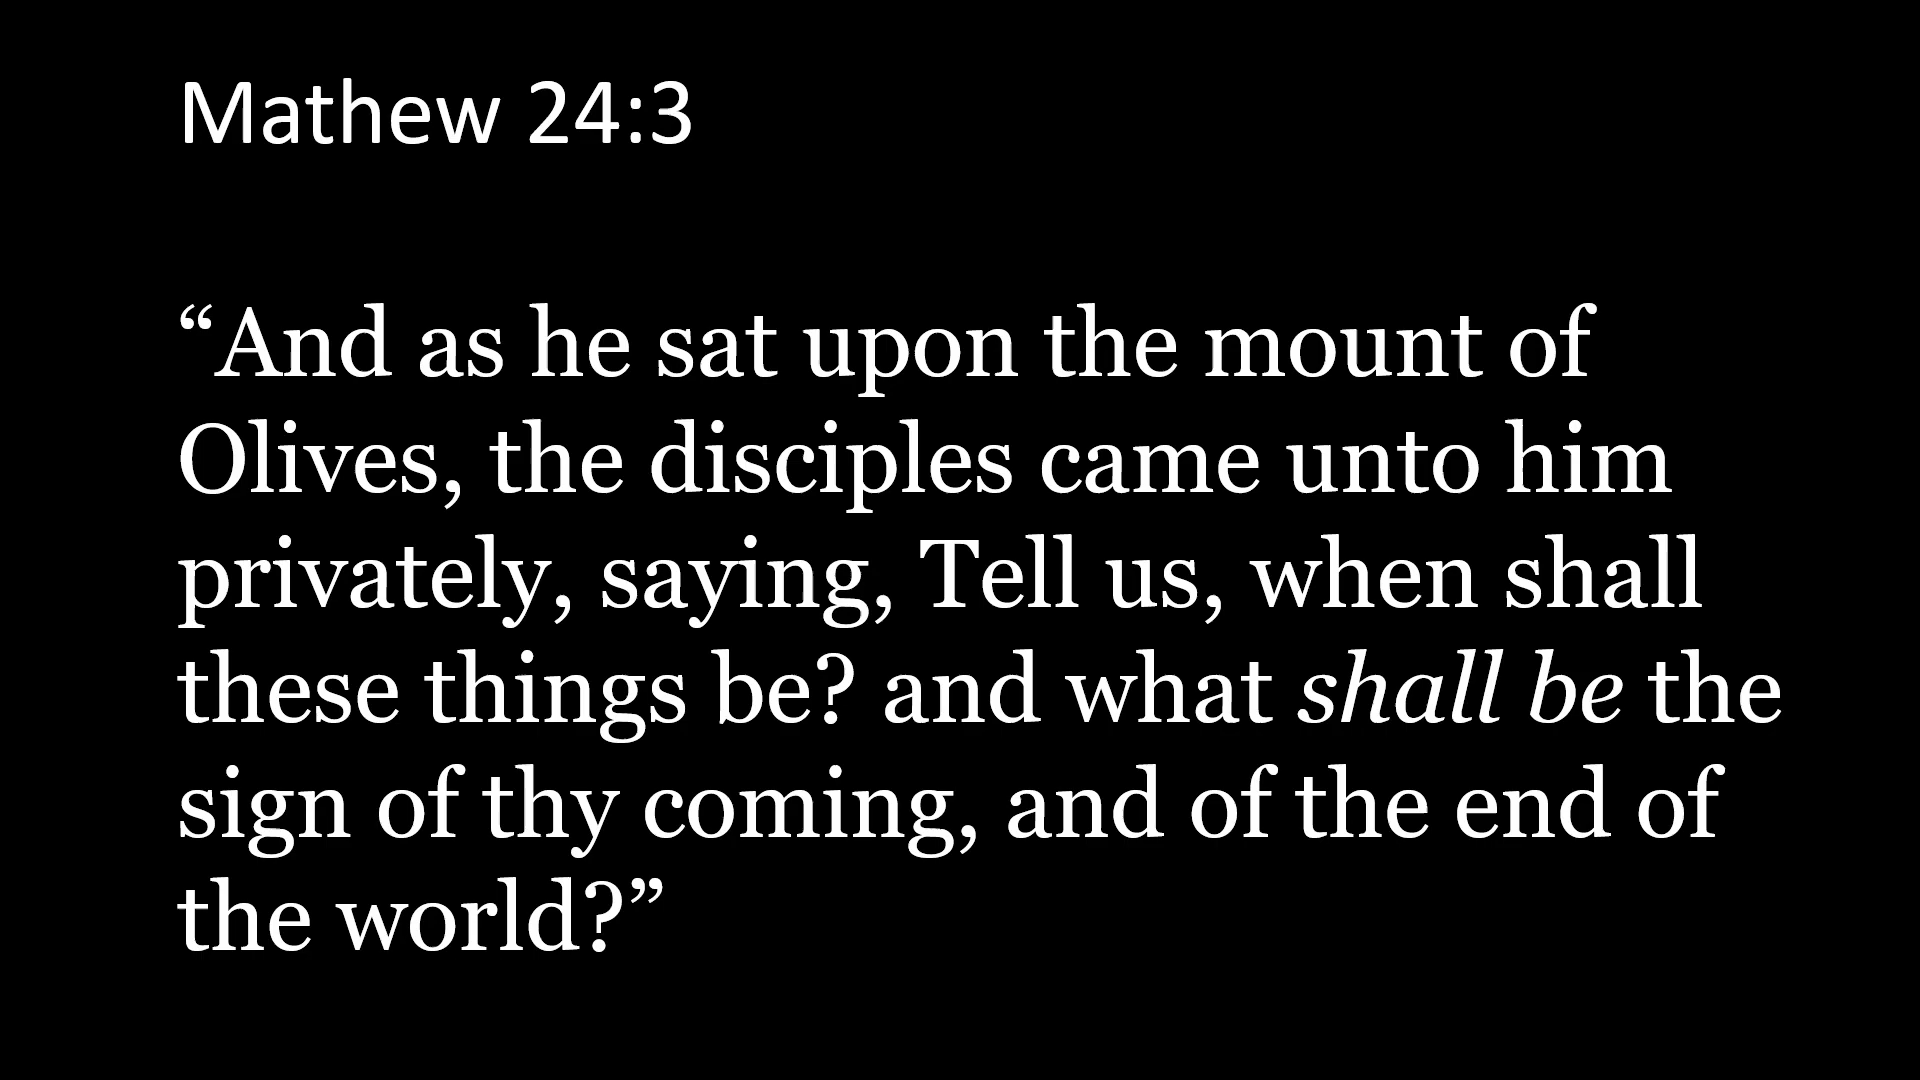 Mathew 24:3
“And as he sat upon the mount of
Olives, the disciples came unto him
privately, saying, Tell us, when shall
these things be? and what shall be the
sign of thy coming, and of the end of
the world?”